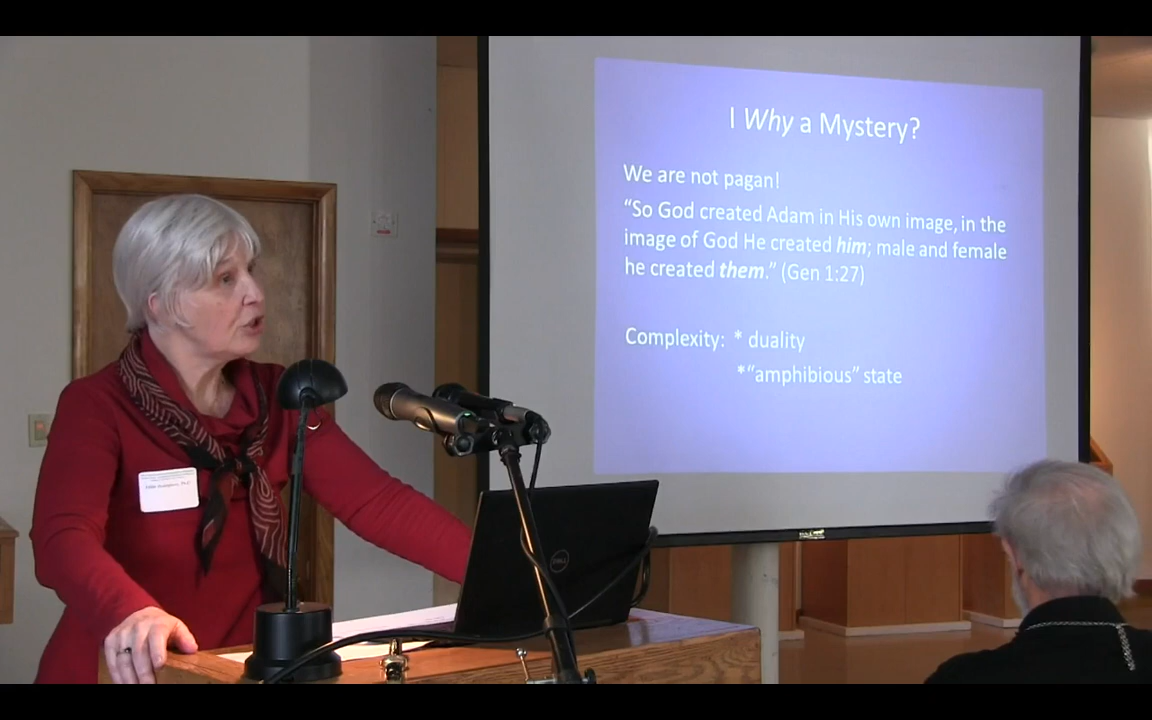 I Why a Mystery?
We are not pagan!
“So God created Adam in His own image, in the
image of God He created him; male and female
he created them.” (Gen 1:27)
Complexity: * duality
*“amphibious” state
DELL